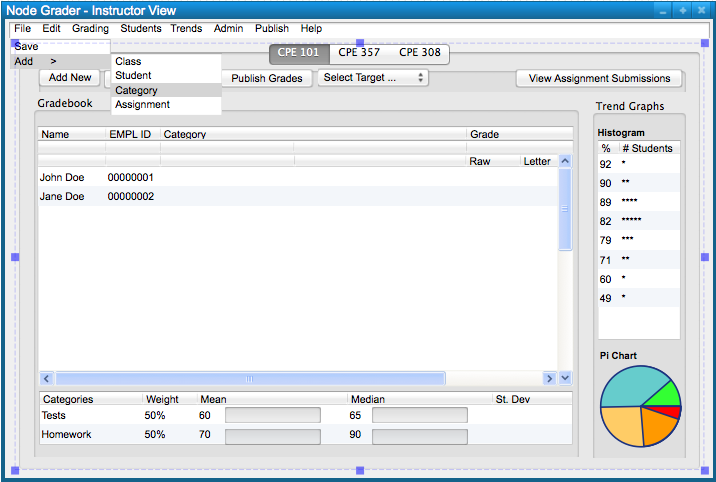 Node Grader - Instructor View
File Edit Grading Students Trends Admin Publish Help
Save
Add >
Class
Student
Category
Assignment
CPE 101 CPE 357 CPE 308
Add New Publish Grades Select Target ... View Assignment Submissions
Gradebook
Name EMPL ID Category Grade
Raw Letter
John Doe 00000001
Jane Doe 00000002
Categories Weight Mean Median St. Dev
Tests 50% 60 65
Homework 50% 70 90
Trend Graphs
Histogram
% # Students
92 *
90 **
89 ****
82 *****
79 ***
71 **
60 *
49 *
Pi Chart